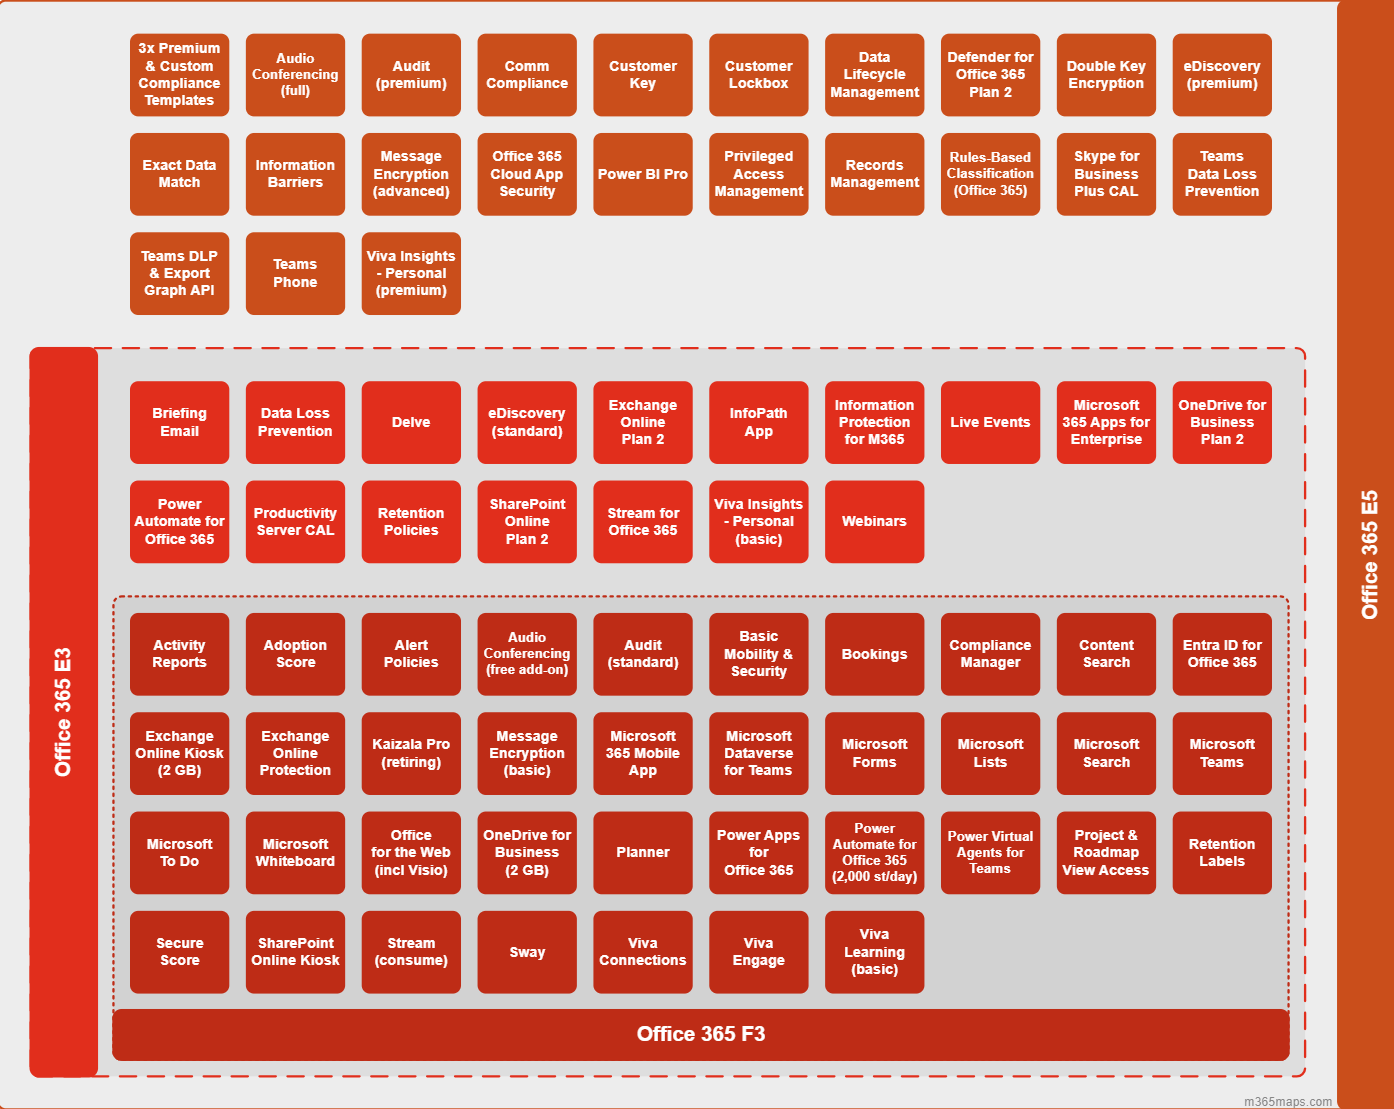 3x Premium
& Custom
Compliance
Templates
Audio
Conferencing
(full)
Audit
(premium)
Comm
Compliance
Customer
Key
Customer
Lockbox
Data
Lifecycle
Management
Defender for
Office 365
Plan 2
Double Key
Encryption
eDiscovery
(premium)
Exact Data
Match
Information
Barriers
Message
Encryption
(advanced)
Office 365
Cloud App
Security
Power BI Pro
Privileged
Access
Management
Records
Management
Rules-Based
Classification
(Office 365)
Skype for
Business
Plus CAL
Teams
Data Loss
Prevention
Teams DLP
& Export
Graph API
Teams
Phone
Viva Insights
- Personal
(premium)
Office 365 E5
Office 365 E3
Briefing
Email
Data Loss
Prevention
Delve
eDiscovery
(standard)
Exchange
Online
Plan 2
InfoPath
App
Information
Protection
for M365
Live Events
Microsoft
365 Apps for
Enterprise
OneDrive for
Business
Plan 2
Power
Automate for
Office 365
Productivity
Server CAL
Retention
Policies
SharePoint
Online
Plan 2
Stream for
Office 365
Viva Insights
- Personal
(basic)
Webinars
Activity
Reports
Adoption
Score
Alert
Policies
Audio
Conferencing
(free add-on)
Audit
(standard)
Basic
Mobility &
Security
Bookings
Compliance
Manager
Content
Search
Entra ID for
Office 365
Exchange
Online Kiosk
(2 GB)
Exchange
Online
Protection
Kaizala Pro
(retiring)
Message
Encryption
(basic)
Microsoft
365 Mobile
App
Microsoft
Dataverse
for Teams
Microsoft
Forms
Microsoft
Lists
Microsoft
Search
Microsoft
Teams
Microsoft
To Do
Microsoft
Whiteboard
Office
for the Web
(incl Visio)
OneDrive for
Business
(2 GB)
Planner
Power Apps
for
Office 365
Power
Automate for
Office 365
(2,000 st/day)
Power Virtual
Agents for
Teams
Project &
Roadmap
View Access
Retention
Labels
Secure
Score
SharePoint
Online Kiosk
Stream
(consume)
Sway
Viva
Connections
Viva
Engage
Viva
Learning
(basic)
Office 365 F3
m365maps.com